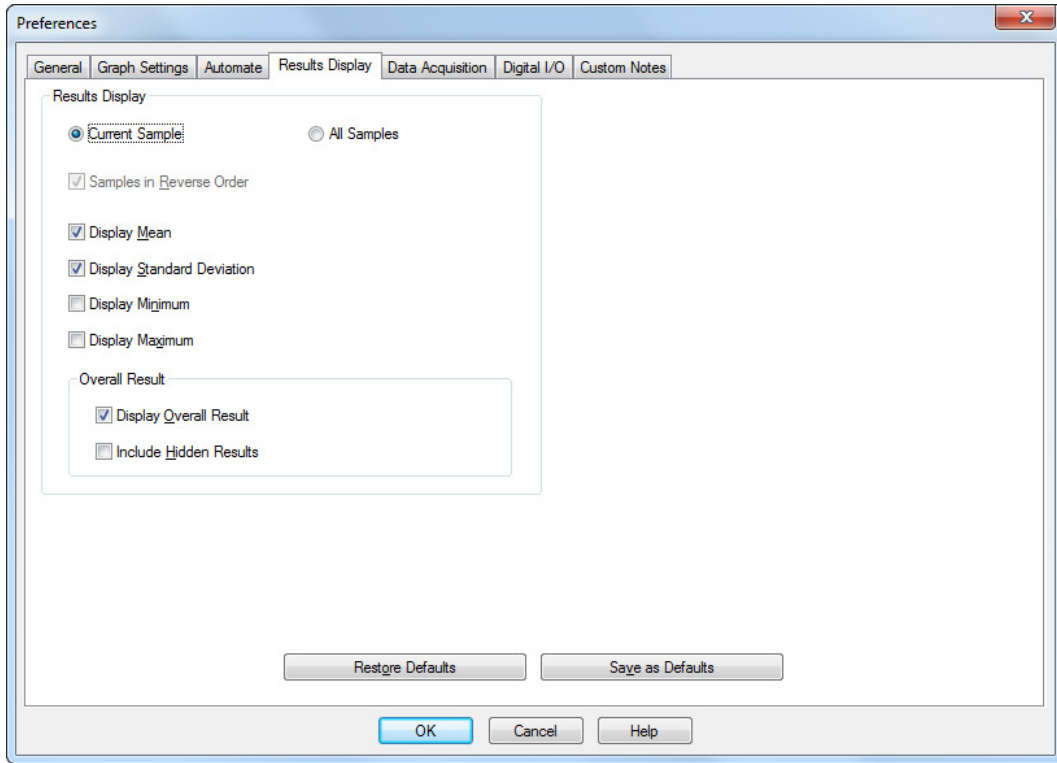 Preferences
General Graph Settings Automate Results Display Data Acquisition Digital I/O Custom Notes
Results Display
Current Sample All Samples
Samples in Reverse Order
Display Mean
Display Standard Deviation
Display Minimum
Display Maximum
Overall Result
Display Overall Result
Include Hidden Results
Restore Defaults Save as Defaults
OK Cancel Help